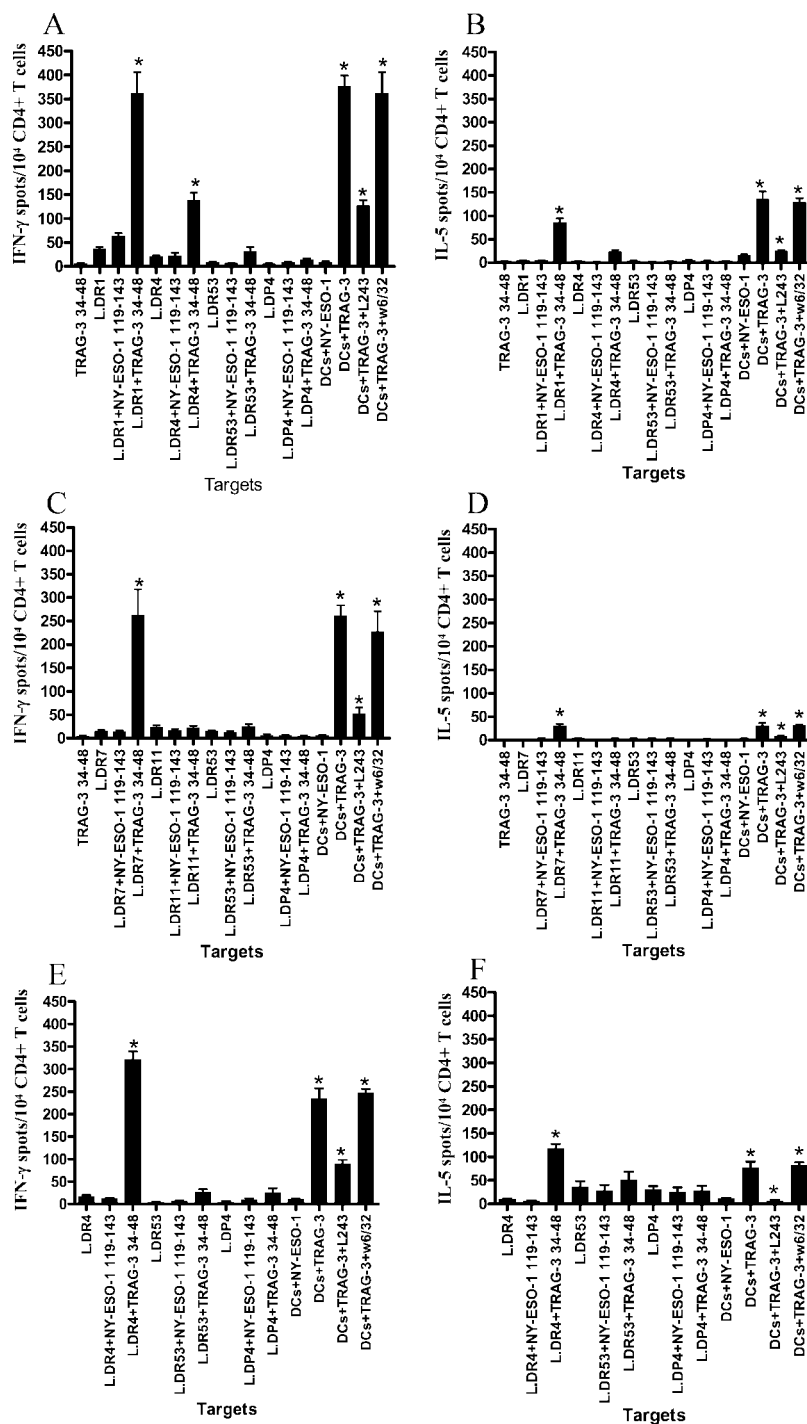 A
IFN-γ spots/10⁴ CD4+ T cells
450
400
350
300
250
200
150
100
50
0
*
*
*
*
*
TRAG-3 34-48
L.DR1
L.DR1+NY-ESO-1 119-143
L.DR1+TRAG-3 34-48
L.DR4
L.DR4+NY-ESO-1 119-143
L.DR4+TRAG-3 34-48
L.DR53
L.DR53+NY-ESO-1 119-143
L.DR53+TRAG-3 34-48
L.DP4
L.DP4+NY-ESO-1 119-143
L.DP4+TRAG-3 34-48
DCs+NY-ESO-1
DCs+TRAG-3
DCs+TRAG-3+L243
DCs+TRAG-3+w6/32
Targets
B
IL-5 spots/10⁴ CD4+ T cells
450
400
350
300
250
200
150
100
50
0
*
*
*
*
TRAG-3 34-48
L.DR1
L.DR1+NY-ESO-1 119-143
L.DR1+TRAG-3 34-48
L.DR4
L.DR4+NY-ESO-1 119-143
L.DR4+TRAG-3 34-48
L.DR53
L.DR53+NY-ESO-1 119-143
L.DR53+TRAG-3 34-48
L.DP4
L.DP4+NY-ESO-1 119-143
L.DP4+TRAG-3 34-48
DCs+NY-ESO-1
DCs+TRAG-3
DCs+TRAG-3+L243
DCs+TRAG-3+w6/32
Targets
C
IFN-γ spots/10⁴ CD4+ T cells
450
400
350
300
250
200
150
100
50
0
*
*
*
*
TRAG-3 34-48
L.DR7
L.DR7+NY-ESO-1 119-143
L.DR7+TRAG-3 34-48
L.DR11
L.DR11+NY-ESO-1 119-143
L.DR11+TRAG-3 34-48
L.DR53
L.DR53+NY-ESO-1 119-143
L.DR53+TRAG-3 34-48
L.DP4
L.DP4+NY-ESO-1 119-143
L.DP4+TRAG-3 34-48
DCs+NY-ESO-1
DCs+TRAG-3
DCs+TRAG-3+L243
DCs+TRAG-3+w6/32
Targets
D
IL-5 spots/10⁴ CD4+ T cells
450
400
350
300
250
200
150
100
50
0
*
*
*
*
TRAG-3 34-48
L.DR7
L.DR7+NY-ESO-1 119-143
L.DR7+TRAG-3 34-48
L.DR11
L.DR11+NY-ESO-1 119-143
L.DR11+TRAG-3 34-48
L.DR53
L.DR53+NY-ESO-1 119-143
L.DR53+TRAG-3 34-48
L.DP4
L.DP4+NY-ESO-1 119-143
L.DP4+TRAG-3 34-48
DCs+NY-ESO-1
DCs+TRAG-3
DCs+TRAG-3+L243
DCs+TRAG-3+w6/32
Targets
E
IFN-γ spots/10⁴ CD4+ T cells
450
400
350
300
250
200
150
100
50
0
*
*
*
*
L.DR4
L.DR4+NY-ESO-1 119-143
L.DR4+TRAG-3 34-48
L.DR53
L.DR53+NY-ESO-1 119-143
L.DR53+TRAG-3 34-48
L.DP4
L.DP4+NY-ESO-1 119-143
L.DP4+TRAG-3 34-48
DCs+NY-ESO-1
DCs+TRAG-3
DCs+TRAG-3+L243
DCs+TRAG-3+w6/32
Targets
F
IL-5 spots/10⁴ CD4+ T cells
450
400
350
300
250
200
150
100
50
0
*
*
*
*
L.DR4
L.DR4+NY-ESO-1 119-143
L.DR4+TRAG-3 34-48
L.DR53
L.DR53+NY-ESO-1 119-143
L.DR53+TRAG-3 34-48
L.DP4
L.DP4+NY-ESO-1 119-143
L.DP4+TRAG-3 34-48
DCs+NY-ESO-1
DCs+TRAG-3
DCs+TRAG-3+L243
DCs+TRAG-3+w6/32
Targets